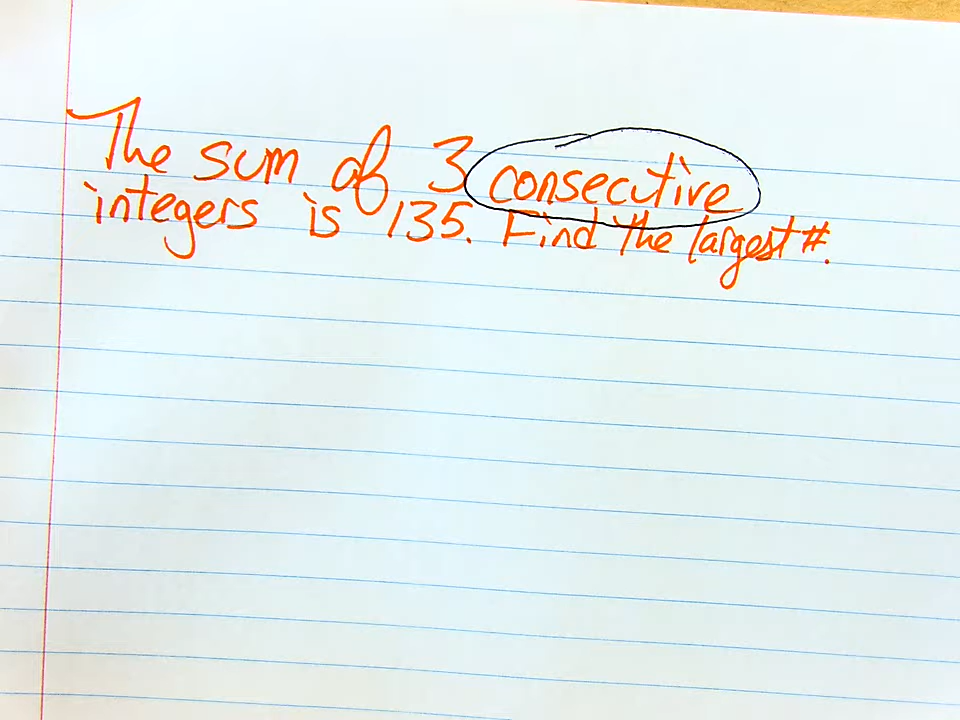 The sum of 3 consecutive
integers is 135. Find the largest #.